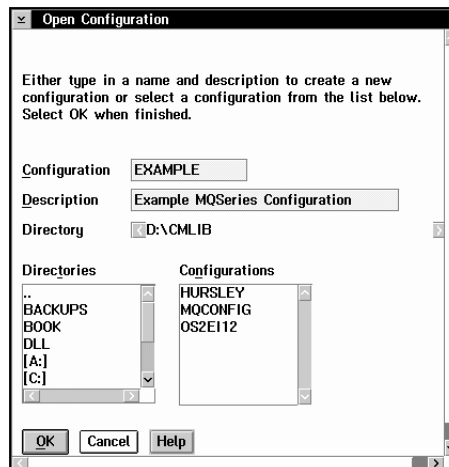 Open Configuration
Either type in a name and description to create a new
configuration or select a configuration from the list below.
Select OK when finished.
Configuration EXAMPLE
Description Example MQSeries Configuration
Directory D:\CMLIB
Directories Configurations
..
BACKUPS
BOOK
DLL
[A:]
[C:]
HURSLEY
MQCONFIG
OS2EI12
OK Cancel Help